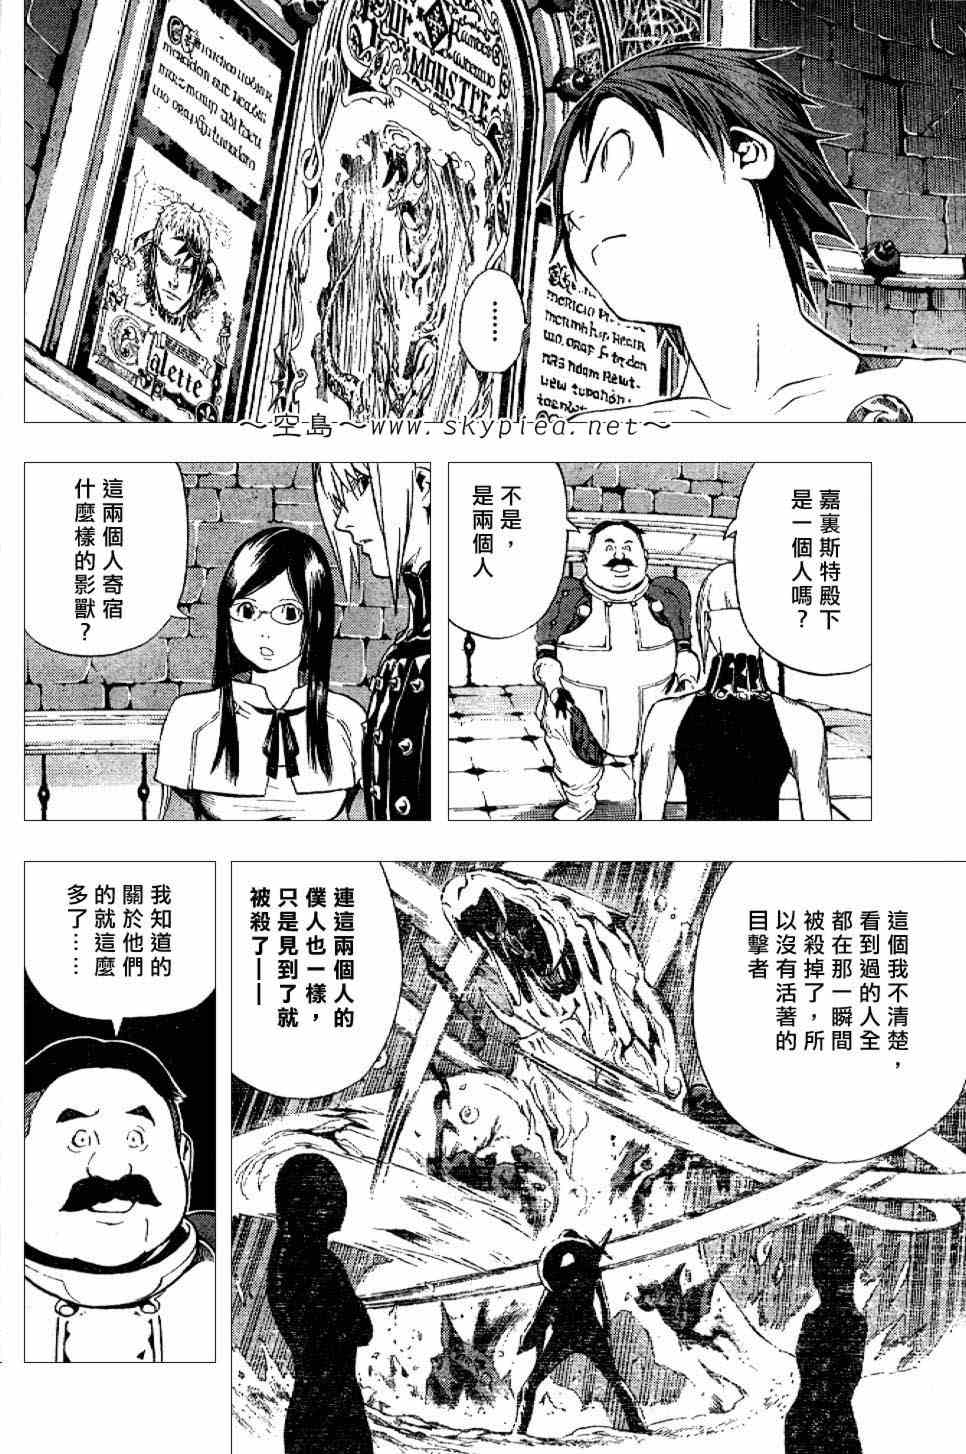 MONSTRE
Galette
……
～空島～www.skypiea.net～
嘉裏斯特殿下
是一個人嗎？
不是，
是兩個人
這兩個人寄宿
什麼樣的影獸？
這個我不清楚，
看到過的人全
都在那一瞬間
被殺掉了，所
以沒有活著的
目擊者
連這兩個人的
僕人也一樣，
只是見到了就
被殺了——
我知道的
關於他們
的就這麼
多了……